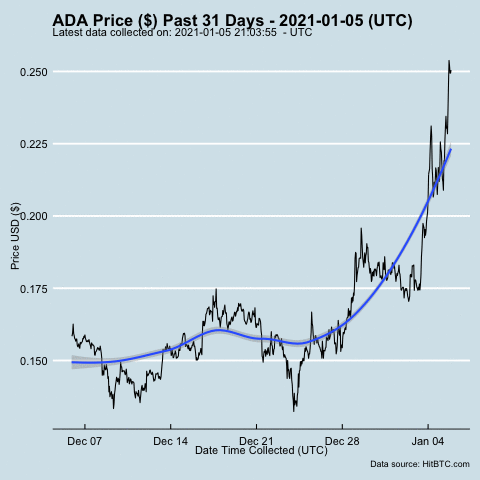 ADA Price ($) Past 31 Days - 2021-01-05 (UTC)
Latest data collected on: 2021-01-05 21:03:55  - UTC
0.250
0.225
0.200
0.175
0.150
Price USD ($)
Dec 07 Dec 14 Dec 21 Dec 28 Jan 04
Date Time Collected (UTC)
Data source: HitBTC.com